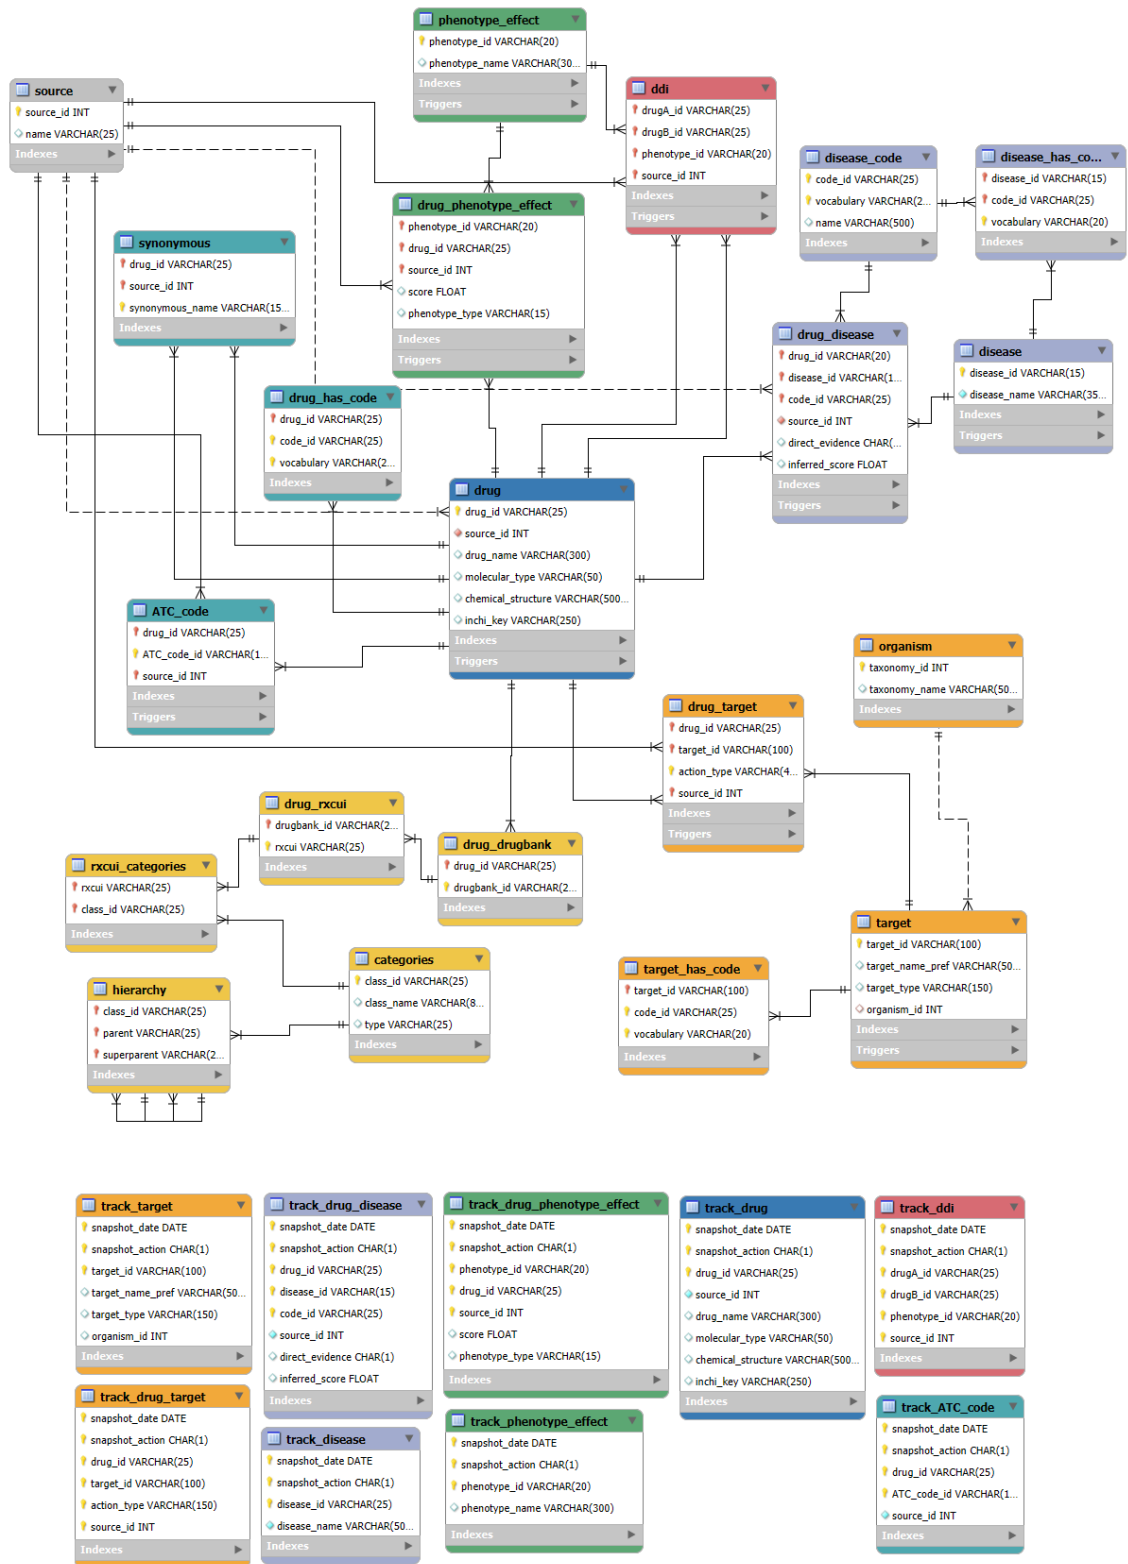 phenotype_effect
phenotype_id VARCHAR(20)
phenotype_name VARCHAR(30...
Indexes
Triggers
source
source_id INT
name VARCHAR(25)
Indexes
ddi
drugA_id VARCHAR(25)
drugB_id VARCHAR(25)
phenotype_id VARCHAR(20)
source_id INT
Indexes
Triggers
disease_code
code_id VARCHAR(25)
vocabulary VARCHAR(2...
name VARCHAR(500)
Indexes
disease_has_co...
disease_id VARCHAR(15)
code_id VARCHAR(25)
vocabulary VARCHAR(20)
Indexes
drug_phenotype_effect
phenotype_id VARCHAR(20)
drug_id VARCHAR(25)
source_id INT
score FLOAT
phenotype_type VARCHAR(15)
Indexes
Triggers
synonymous
drug_id VARCHAR(25)
source_id INT
synonymous_name VARCHAR(15...
Indexes
drug_disease
drug_id VARCHAR(20)
disease_id VARCHAR(1...
code_id VARCHAR(25)
source_id INT
direct_evidence CHAR(...
inferred_score FLOAT
Indexes
Triggers
disease
disease_id VARCHAR(15)
disease_name VARCHAR(35...
Indexes
Triggers
drug_has_code
drug_id VARCHAR(25)
code_id VARCHAR(25)
vocabulary VARCHAR(2...
Indexes
drug
drug_id VARCHAR(25)
source_id INT
drug_name VARCHAR(300)
molecular_type VARCHAR(50)
chemical_structure VARCHAR(500...
inchi_key VARCHAR(250)
Indexes
Triggers
ATC_code
drug_id VARCHAR(25)
ATC_code_id VARCHAR(1...
source_id INT
Indexes
Triggers
organism
taxonomy_id INT
taxonomy_name VARCHAR(50...
Indexes
drug_target
drug_id VARCHAR(25)
target_id VARCHAR(100)
action_type VARCHAR(4...
source_id INT
Indexes
Triggers
drug_rxcui
drugbank_id VARCHAR(2...
rxcui VARCHAR(25)
Indexes
drug_drugbank
drug_id VARCHAR(25)
drugbank_id VARCHAR(2...
Indexes
rxcui_categories
rxcui VARCHAR(25)
class_id VARCHAR(25)
Indexes
target
target_id VARCHAR(100)
target_name_pref VARCHAR(50...
target_type VARCHAR(150)
organism_id INT
Indexes
Triggers
categories
class_id VARCHAR(25)
class_name VARCHAR(8...
type VARCHAR(25)
Indexes
target_has_code
target_id VARCHAR(100)
code_id VARCHAR(25)
vocabulary VARCHAR(20)
Indexes
hierarchy
class_id VARCHAR(25)
parent VARCHAR(25)
superparent VARCHAR(2...
Indexes
track_target
snapshot_date DATE
snapshot_action CHAR(1)
target_id VARCHAR(100)
target_name_pref VARCHAR(50...
target_type VARCHAR(150)
organism_id INT
Indexes
track_drug_disease
snapshot_date DATE
snapshot_action CHAR(1)
drug_id VARCHAR(25)
disease_id VARCHAR(15)
code_id VARCHAR(25)
source_id INT
direct_evidence CHAR(1)
inferred_score FLOAT
Indexes
track_drug_phenotype_effect
snapshot_date DATE
snapshot_action CHAR(1)
phenotype_id VARCHAR(20)
drug_id VARCHAR(25)
source_id INT
score FLOAT
phenotype_type VARCHAR(15)
Indexes
track_drug
snapshot_date DATE
snapshot_action CHAR(1)
drug_id VARCHAR(25)
source_id INT
drug_name VARCHAR(300)
molecular_type VARCHAR(50)
chemical_structure VARCHAR(500...
inchi_key VARCHAR(250)
Indexes
track_ddi
snapshot_date DATE
snapshot_action CHAR(1)
drugA_id VARCHAR(25)
drugB_id VARCHAR(25)
phenotype_id VARCHAR(20)
source_id INT
Indexes
track_drug_target
snapshot_date DATE
snapshot_action CHAR(1)
drug_id VARCHAR(25)
target_id VARCHAR(100)
action_type VARCHAR(150)
source_id INT
Indexes
track_disease
snapshot_date DATE
snapshot_action CHAR(1)
disease_id VARCHAR(25)
disease_name VARCHAR(50...
Indexes
track_phenotype_effect
snapshot_date DATE
snapshot_action CHAR(1)
phenotype_id VARCHAR(20)
phenotype_name VARCHAR(300)
Indexes
track_ATC_code
snapshot_date DATE
snapshot_action CHAR(1)
drug_id VARCHAR(25)
ATC_code_id VARCHAR(1...
source_id INT
Indexes